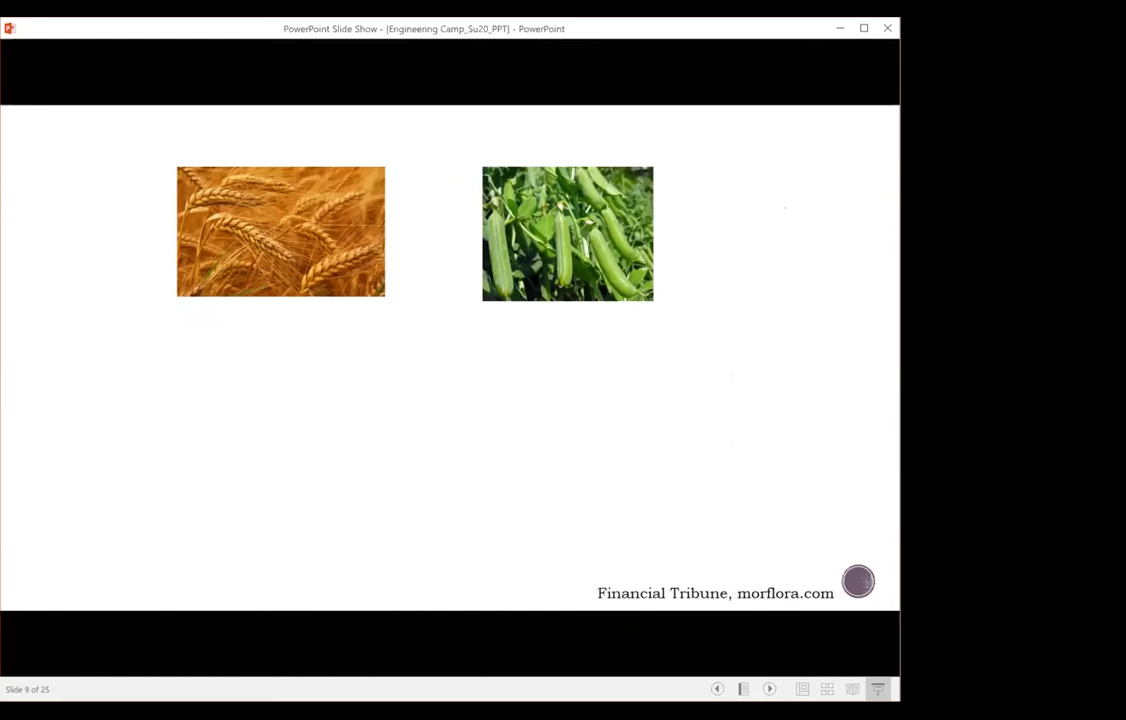 PowerPoint Slide Show - [Engineering Camp_Su20_PPT] - PowerPoint
Financial Tribune, morflora.com
Slide 9 of 25